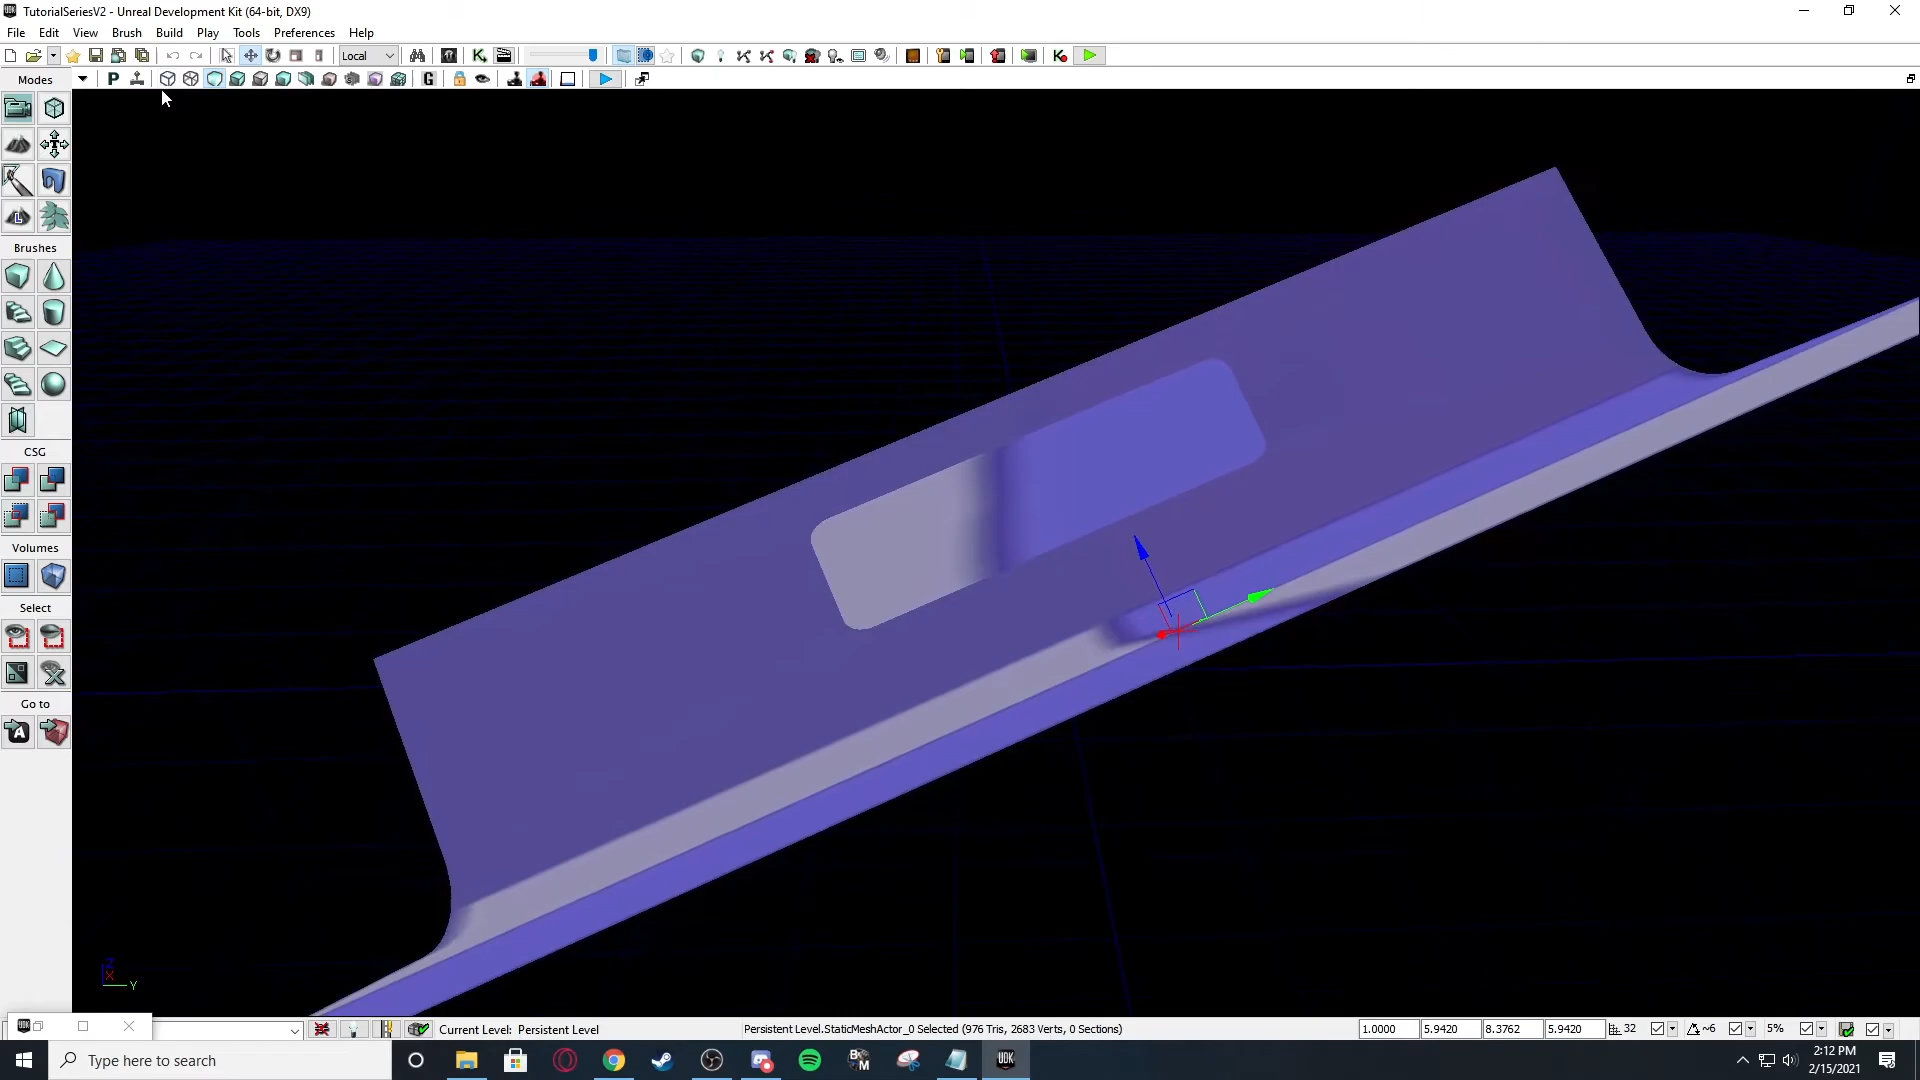 TutorialSeriesV2 - Unreal Development Kit (64-bit, DX9)
File Edit View Brush Build Play Tools Preferences Help
Local
Modes
P
G
L
Brushes
CSG
Volumes
Select
Go to
A
Z
X
Y
UDK
Current Level: Persistent Level
Persistent Level.StaticMeshActor_0 Selected (976 Tris, 2683 Verts, 0 Sections)
1.0000 5.9420 8.3762 5.9420 32 ~6 5%
Type here to search
UDK
2:12 PM
2/15/2021